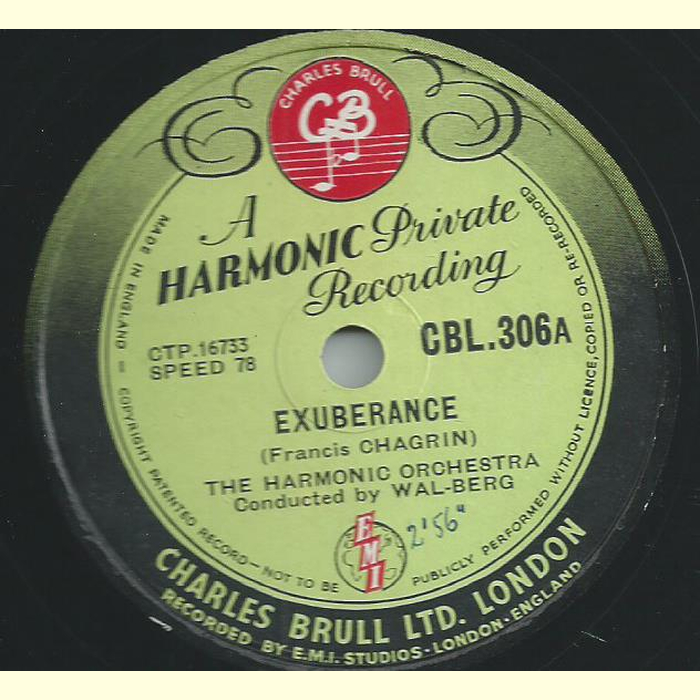 CHARLES BRULL
CB
A
HARMONIC Private
Recording
CTP.16733
SPEED 78
CBL.306A
EXUBERANCE
(Francis CHAGRIN)
THE HARMONIC ORCHESTRA
Conducted by WAL-BERG
EMI
2'56"
MADE IN ENGLAND – COPYRIGHT PATENTED RECORD – NOT TO BE PUBLICLY PERFORMED WITHOUT LICENCE, COPIED OR RE-RECORDED
CHARLES BRULL LTD. LONDON
RECORDED BY E.M.I. STUDIOS · LONDON · ENGLAND